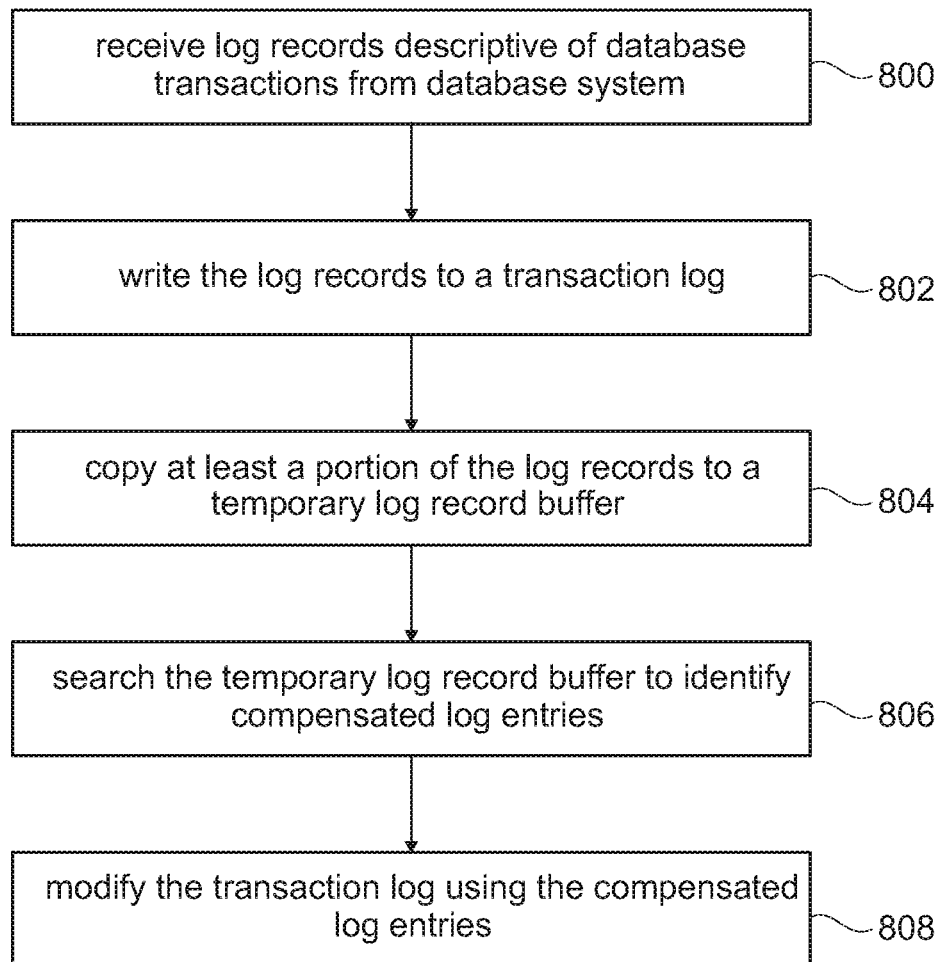 receive log records descriptive of database
transactions from database system
800
write the log records to a transaction log
802
copy at least a portion of the log records to a
temporary log record buffer
804
search the temporary log record buffer to identify
compensated log entries
806
modify the transaction log using the compensated
log entries
808